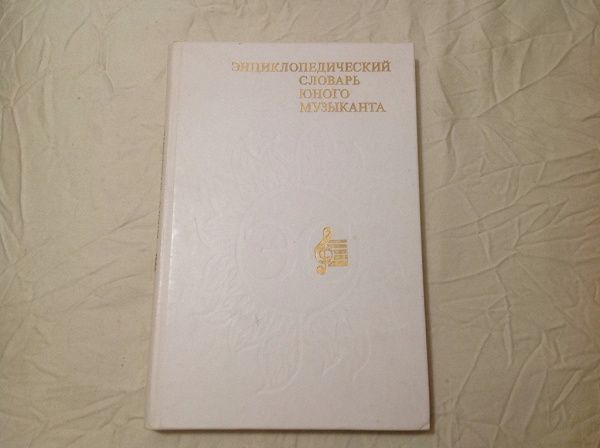 ЭНЦИКЛОПЕДИЧЕСКИЙ
СЛОВАРЬ
ЮНОГО
МУЗЫКАНТА